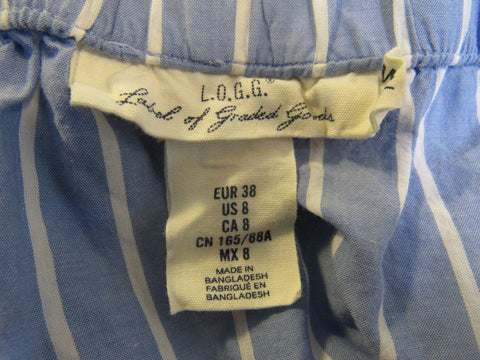 L.O.G.G.®
Label of Graded Goods
EUR 38
US 8
CA 8
CN 165/88A
MX 8
MADE IN
BANGLADESH
FABRIQUÉ EN
BANGLADESH